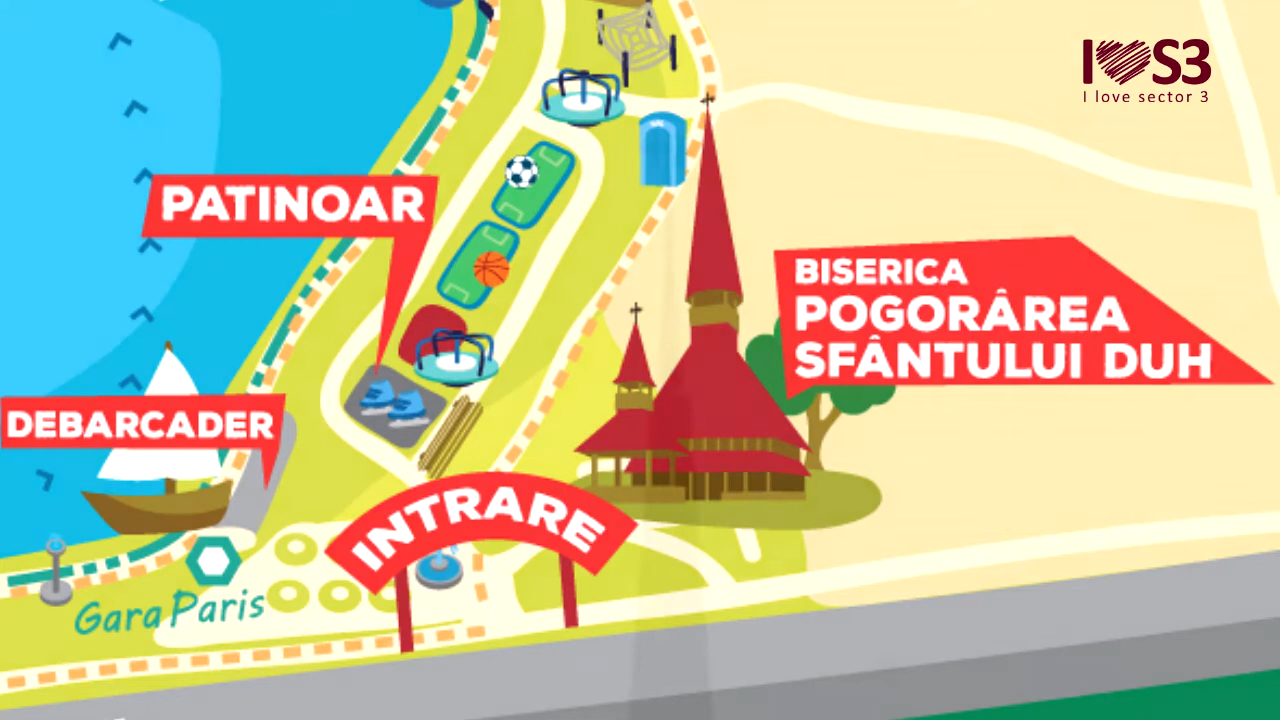 I S3
I love sector 3
PATINOAR
BISERICA
POGORÂREA
SFÂNTULUI DUH
DEBARCADER
INTRARE
Gara Paris